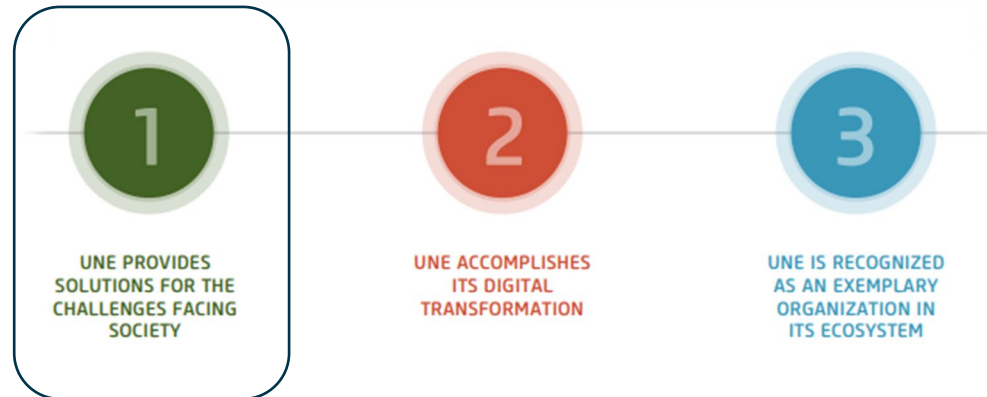 1
UNE PROVIDES
SOLUTIONS FOR THE
CHALLENGES FACING
SOCIETY
2
UNE ACCOMPLISHES
ITS DIGITAL
TRANSFORMATION
3
UNE IS RECOGNIZED
AS AN EXEMPLARY
ORGANIZATION IN
ITS ECOSYSTEM